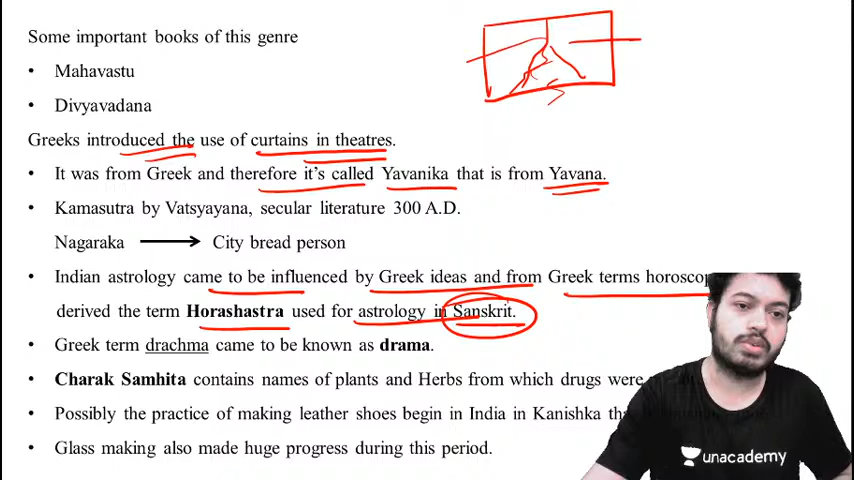 Some important books of this genre
• Mahavastu
• Divyavadana
Greeks introduced the use of curtains in theatres.
• It was from Greek and therefore it's called Yavanika that is from Yavana.
• Kamasutra by Vatsyayana, secular literature 300 A.D.
Nagaraka → City bread person
• Indian astrology came to be influenced by Greek ideas and from Greek terms
derived the term Horashastra used for astrology in Sanskrit.
• Greek term drachma came to be known as drama.
• Charak Samhita contains names of plants and Herbs from which drugs were
• Possibly the practice of making leather shoes begin in India in Kanishka
• Glass making also made huge progress during this period.
unacademy